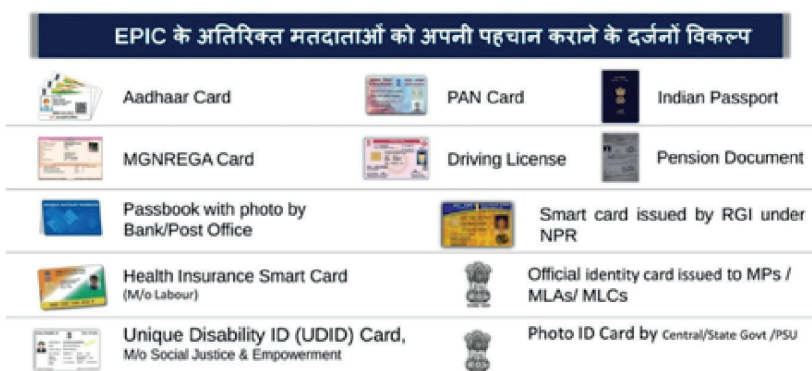 EPIC के अतिरिक्त मतदाताओं को अपनी पहचान कराने के दर्जनों विकल्प
Aadhaar Card
PAN Card
Indian Passport
MGNREGA Card
Driving License
Pension Document
Passbook with photo by
Bank/Post Office
Smart card issued by RGI under
NPR
Health Insurance Smart Card
(M/o Labour)
Official identity card issued to MPs /
MLAs/ MLCs
Unique Disability ID (UDID) Card,
M/o Social Justice & Empowerment
Photo ID Card by Central/State Govt /PSU